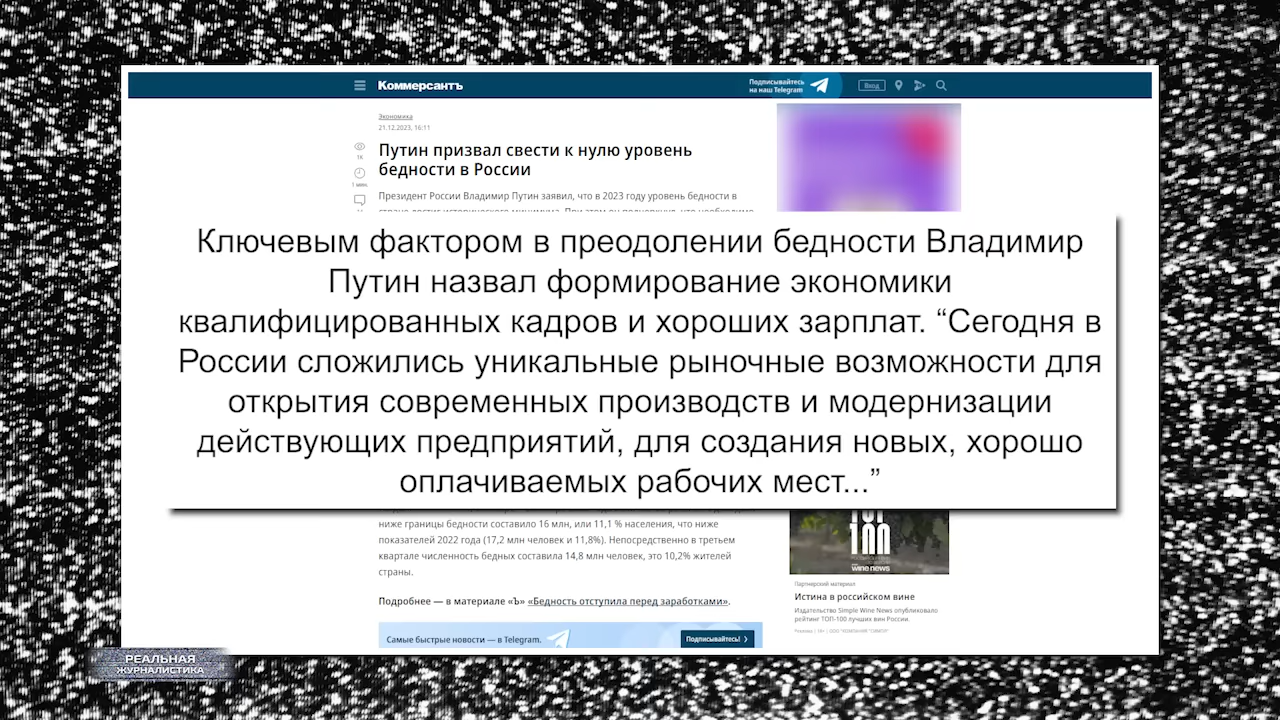 Коммерсантъ
Подписывайтесь
на наш Telegram
Вход
Экономика
21.12.2023, 16:11
1K
1 мин.
Путин призвал свести к нулю уровень
бедности в России
Президент России Владимир Путин заявил, что в 2023 году уровень бедности в
Ключевым фактором в преодолении бедности Владимир
Путин назвал формирование экономики
квалифицированных кадров и хороших зарплат. “Сегодня в
России сложились уникальные рыночные возможности для
открытия современных производств и модернизации
действующих предприятий, для создания новых, хорошо
оплачиваемых рабочих мест...”
ниже границы бедности составило 16 млн, или 11,1 % населения, что ниже
показателей 2022 года (17,2 млн человек и 11,8%). Непосредственно в третьем
квартале численность бедных составила 14,8 млн человек, это 10,2% жителей
страны.
Подробнее — в материале «Ъ» «Бедность отступила перед заработками».
Самые быстрые новости — в Telegram.
Подписывайтесь!
100
wine news
Партнерский материал
Истина в российском вине
Издательство Simple Wine News опубликовало
рейтинг ТОП-100 лучших вин России.
РЕАЛЬНАЯ
ЖУРНАЛИСТИКА